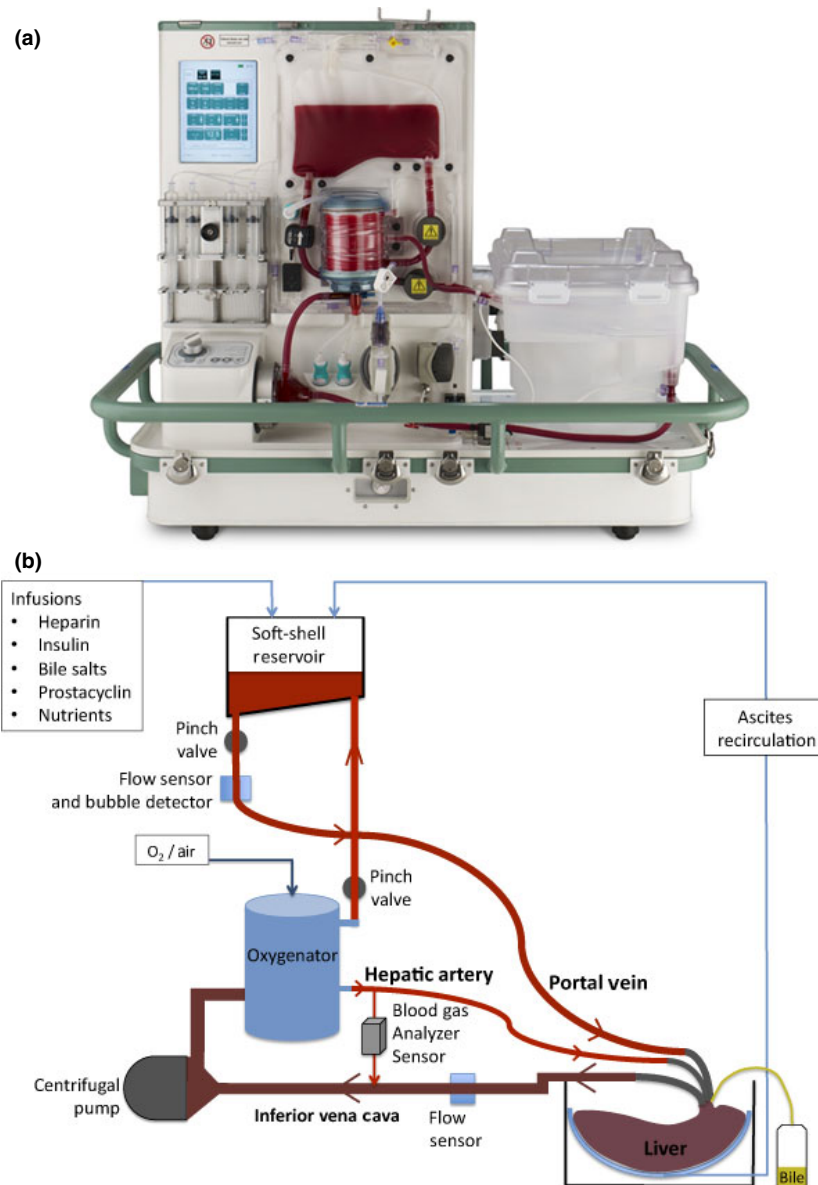 (a)
(b)
Infusions
• Heparin
• Insulin
• Bile salts
• Prostacyclin
• Nutrients
Soft-shell
reservoir
Pinch
valve
Flow sensor
and bubble detector
Ascites
recirculation
O₂ / air
Pinch
valve
Oxygenator
Hepatic artery
Portal vein
Blood gas
Analyzer
Sensor
Centrifugal
pump
Inferior vena cava
Flow
sensor
Liver
Bile